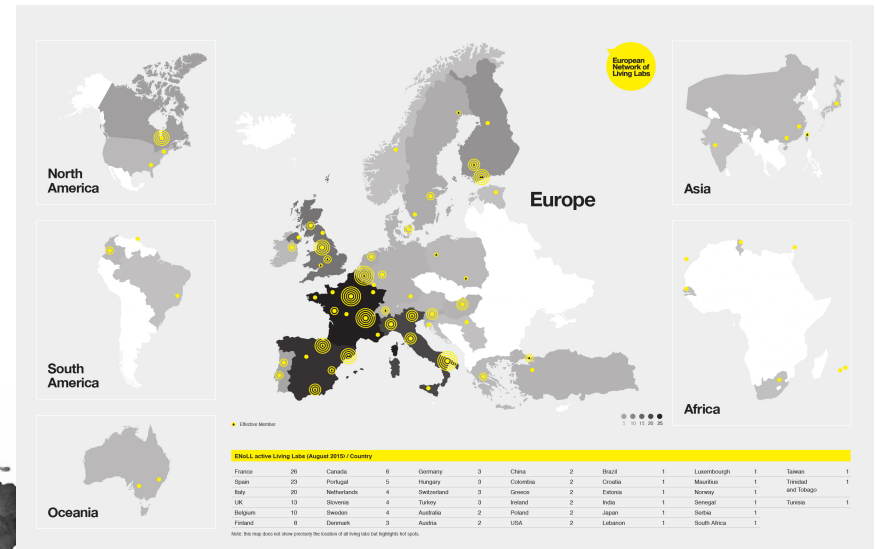 European
Network of
Living Labs
North
America
Europe
Asia
South
America
Africa
Oceania
Effective Member
5 10 15 20 25
ENoLL active Living Labs (August 2015) / Country
France 26 Canada 6 Germany 3 China 2 Brazil 1 Luxembourgh 1 Taiwan 1
Spain 23 Portugal 5 Hungary 3 Colombia 2 Croatia 1 Mauritius 1 Trinidad 1
and Tobago
Italy 20 Netherlands 4 Switzerland 3 Greece 2 Estonia 1 Norway 1
UK 13 Slovenia 4 Turkey 3 Ireland 2 India 1 Senegal 1 Tunisia 1
Belgium 10 Sweden 4 Australia 2 Poland 2 Japan 1 Serbia 1
Finland 8 Denmark 3 Austria 2 USA 2 Lebanon 1 South Africa 1
Note: this map does not show precisely the location of all living labs but highlights hot spots.